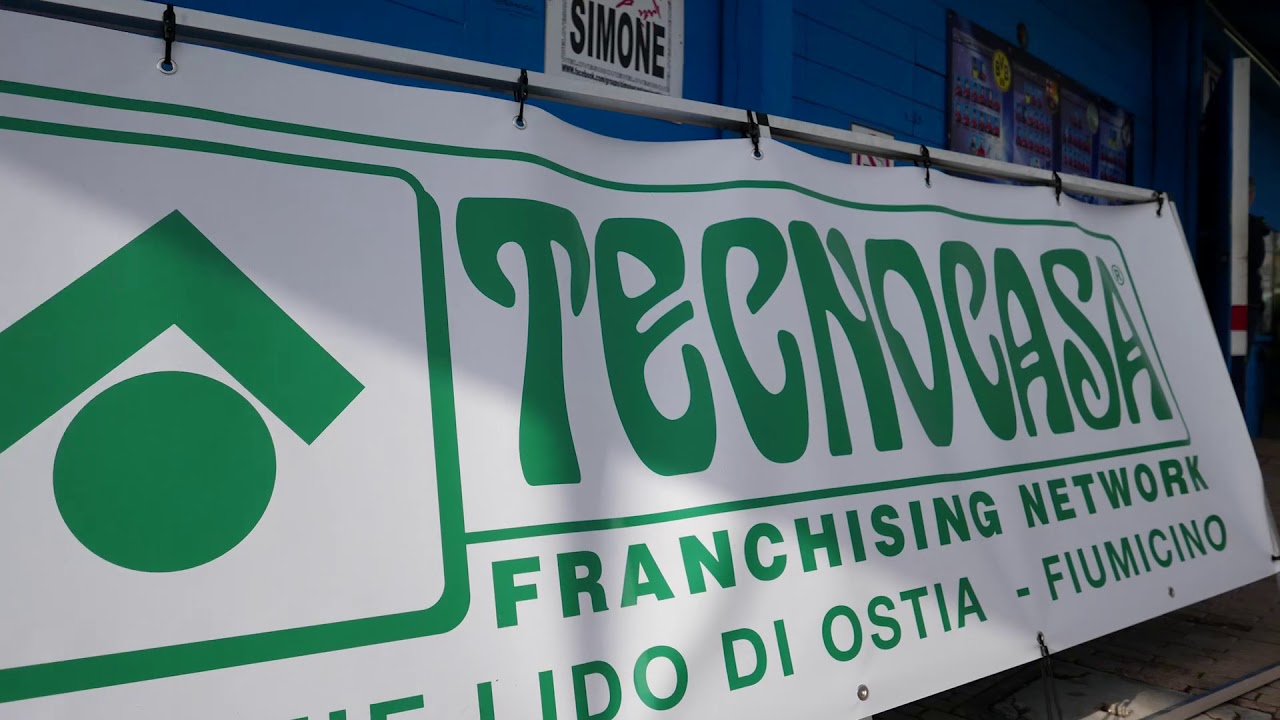 SIMONE
TECNOCASA®
FRANCHISING NETWORK
LIDO DI OSTIA - FIUMICINO